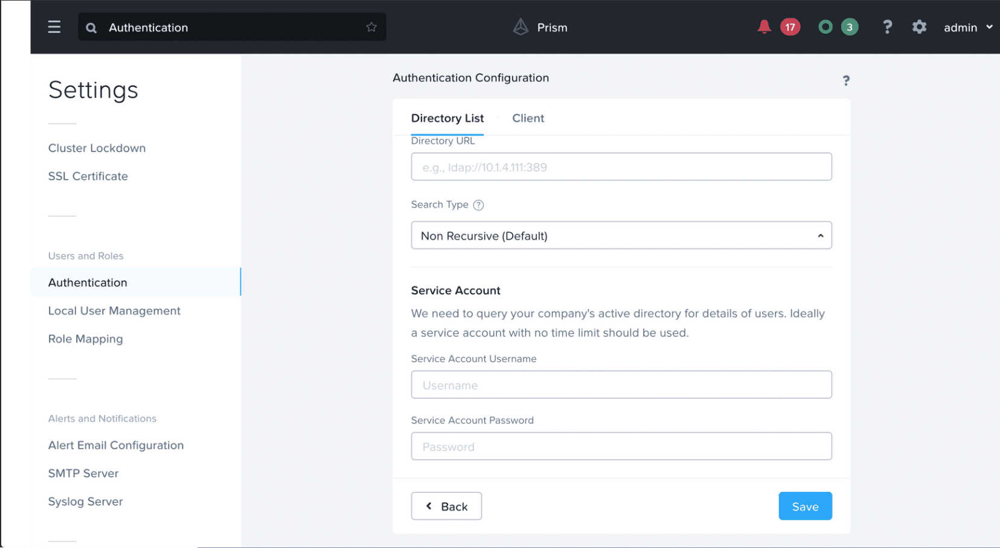 Authentication
Prism
17
3
?
admin
Settings
Cluster Lockdown
SSL Certificate
Users and Roles
Authentication
Local User Management
Role Mapping
Alerts and Notifications
Alert Email Configuration
SMTP Server
Syslog Server
Authentication Configuration
?
Directory List
Client
Directory URL
e.g., ldap://10.1.4.111:389
Search Type ?
Non Recursive (Default)
Service Account
We need to query your company's active directory for details of users. Ideally
a service account with no time limit should be used.
Service Account Username
Username
Service Account Password
Password
Back
Save